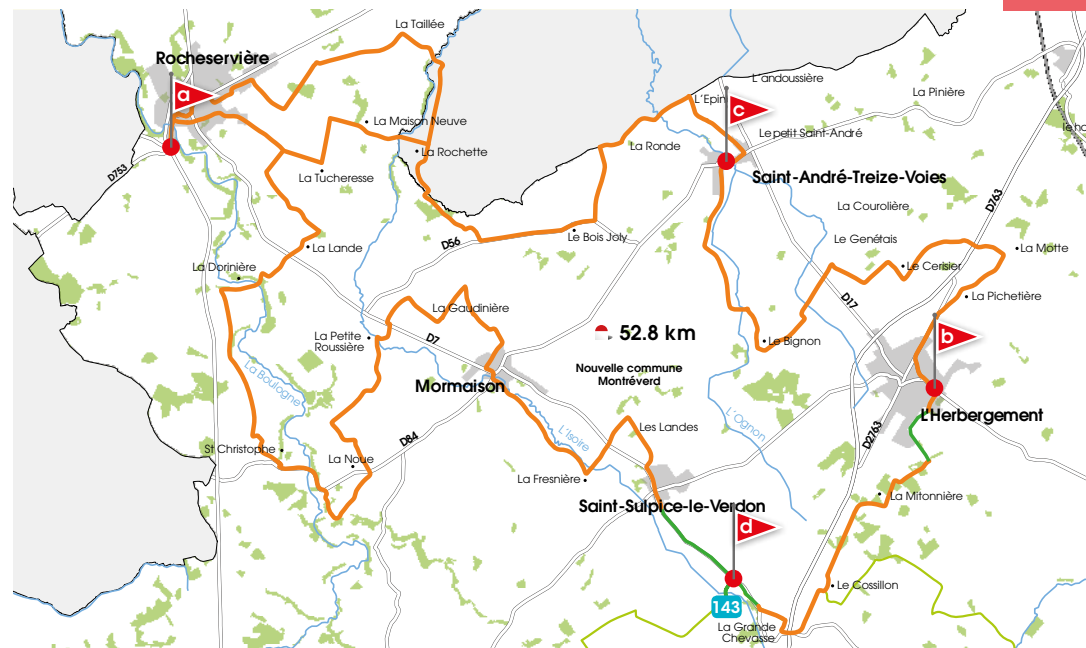 La Taillée
Rocheservière
a
La Maison Neuve
La Rochette
D753
La Tucheresse
La Lande
La Dorinière
D56
Le Bois Joly
La Ronde
L'Epin
c
L'andoussière
La Pinière
Le petit Saint-André
Saint-André-Treize-Voies
La Courolière
D763
Le Genétais
Le Cerisier
La Motte
La Pichetière
D17
Le Bignon
b
L'Herbergement
La Gaudinière
La Petite
Roussière
D7
52.8 km
Nouvelle commune
Montréverd
Mormaison
La Boulogne
L'Issoire
L'Ognon
D2763
D84
St Christophe
La Noue
Les Landes
La Fresnière
Saint-Sulpice-le-Verdon
d
La Mitonnière
Le Cossillon
143
La Grande
Chevasse